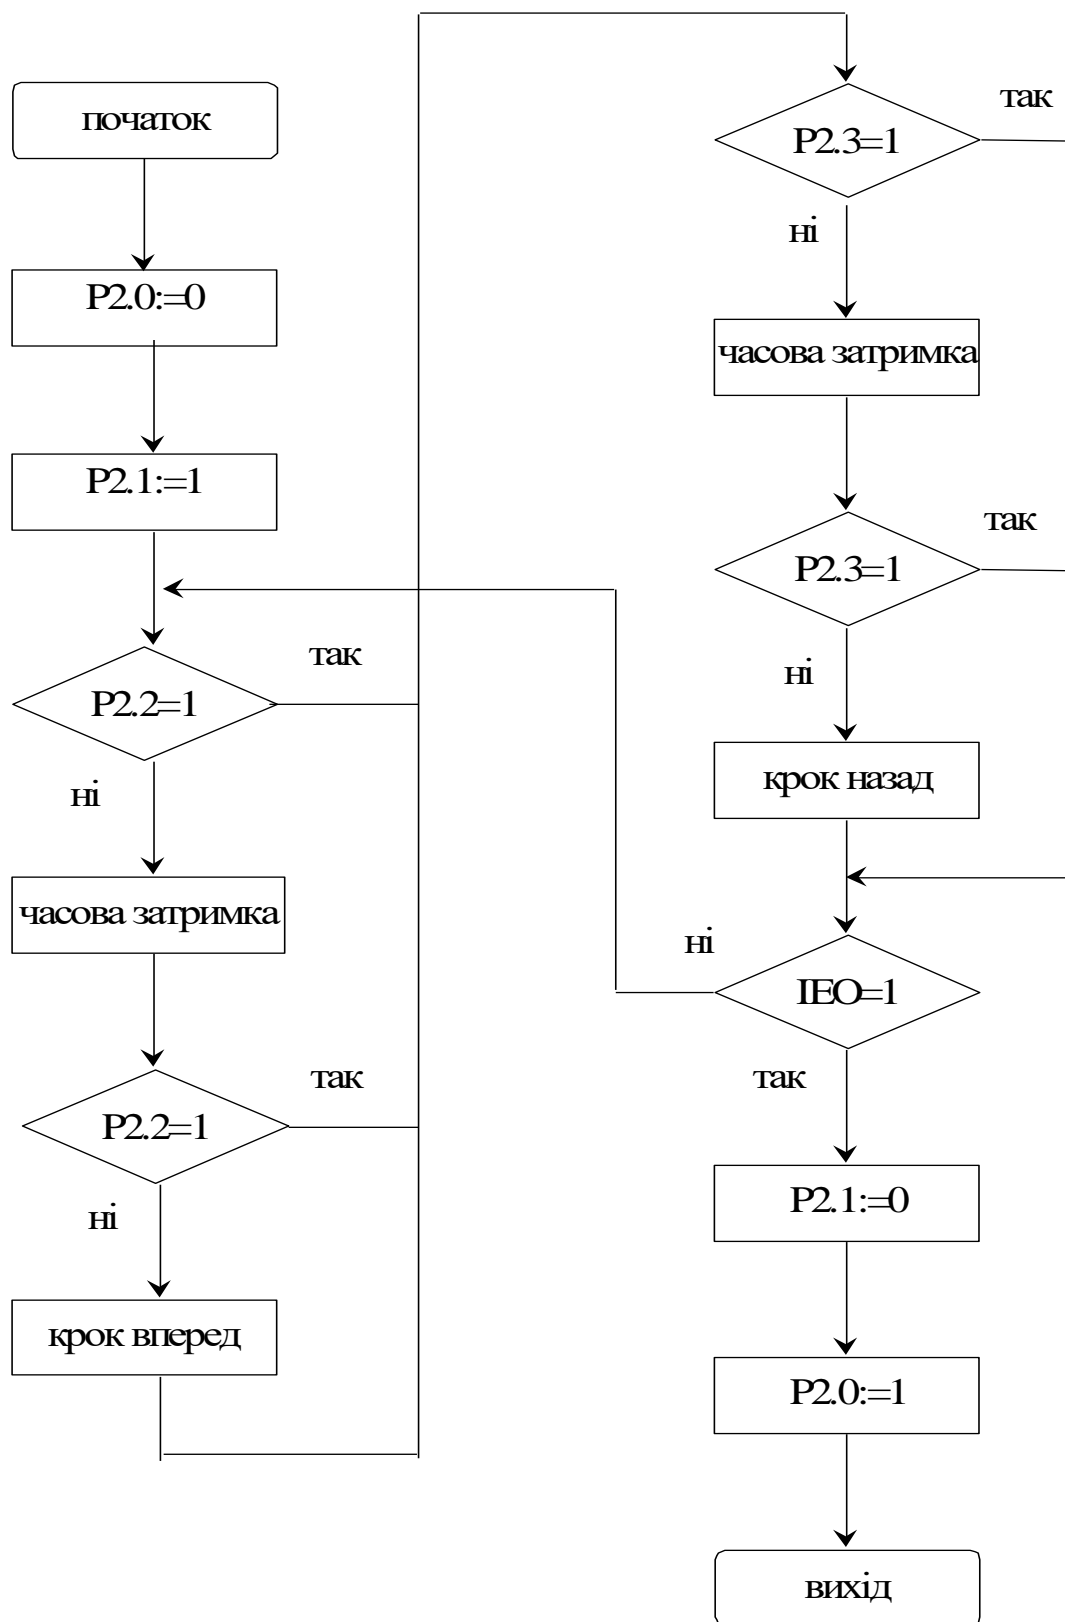 початок
P2.0:=0
P2.1:=1
P2.2=1
так
ні
часова затримка
P2.2=1
так
ні
крок вперед
P2.3=1
так
ні
часова затримка
P2.3=1
так
ні
крок назад
ні
IEO=1
так
P2.1:=0
P2.0:=1
вихід